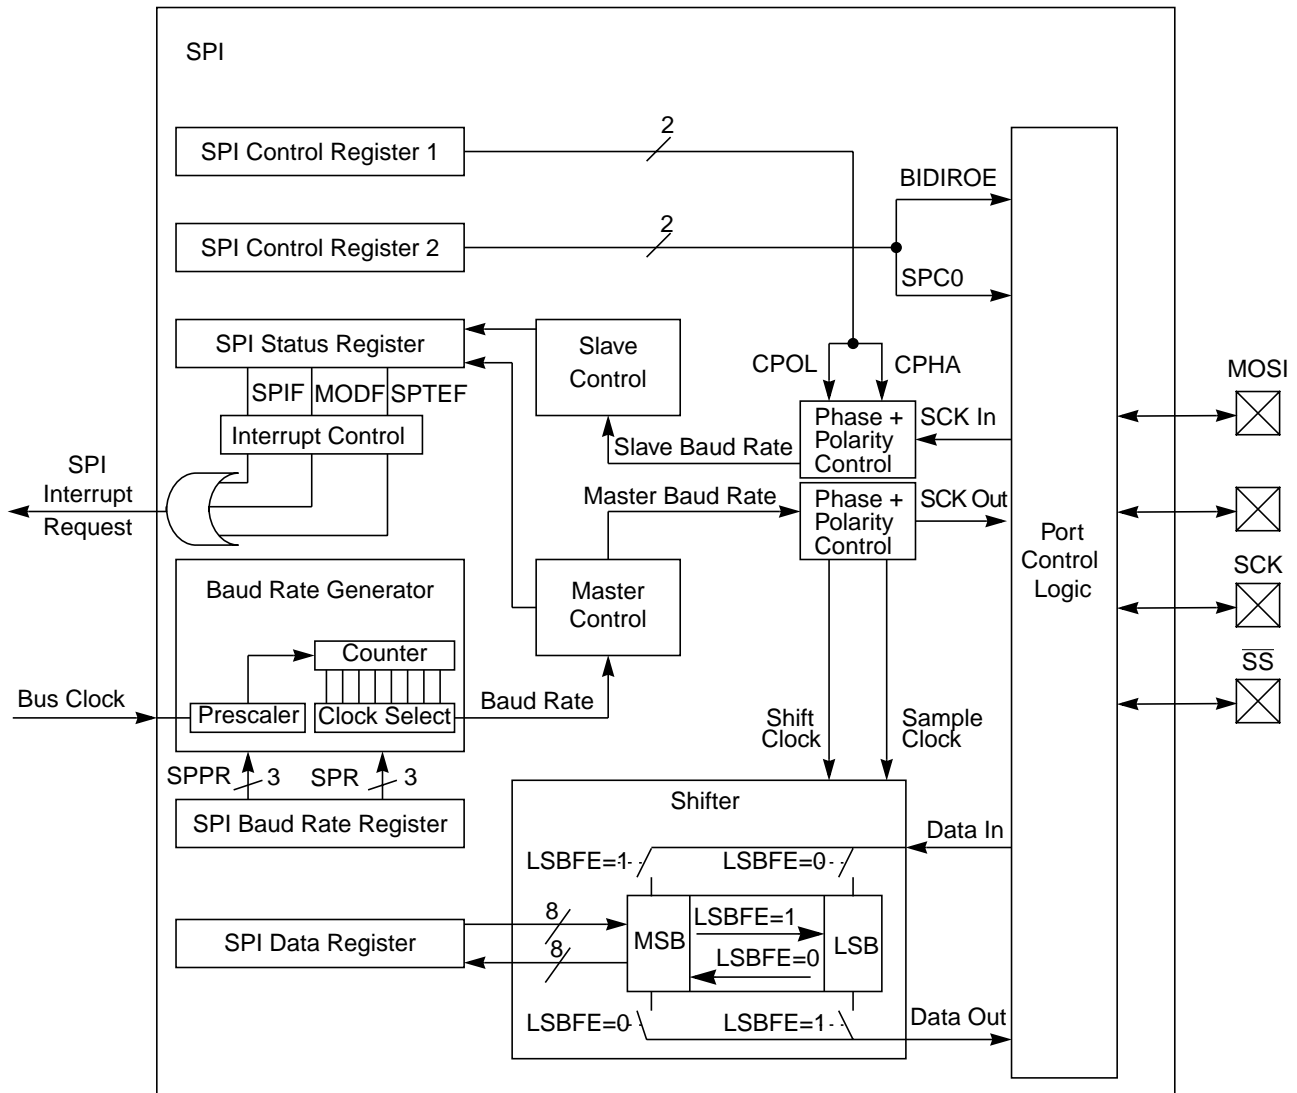 SPI
SPI Control Register 1
2
BIDIROE
SPI Control Register 2
2
SPC0
SPI Status Register
Slave
Control
CPOL
CPHA
MOSI
SPIF
MODF
SPTEF
Interrupt Control
Phase +
Polarity
Control
SCK In
Slave Baud Rate
SPI
Interrupt
Request
Master Baud Rate
Phase +
Polarity
Control
SCK Out
Port
Control
Logic
SCK
Baud Rate Generator
Master
Control
Counter
SS
Bus Clock
Prescaler
Clock Select
Baud Rate
Shift
Clock
Sample
Clock
SPPR
3
SPR
3
SPI Baud Rate Register
Shifter
Data In
LSBFE=1
LSBFE=0
SPI Data Register
8
8
MSB
LSBFE=1
LSBFE=0
LSB
LSBFE=0
LSBFE=1
Data Out